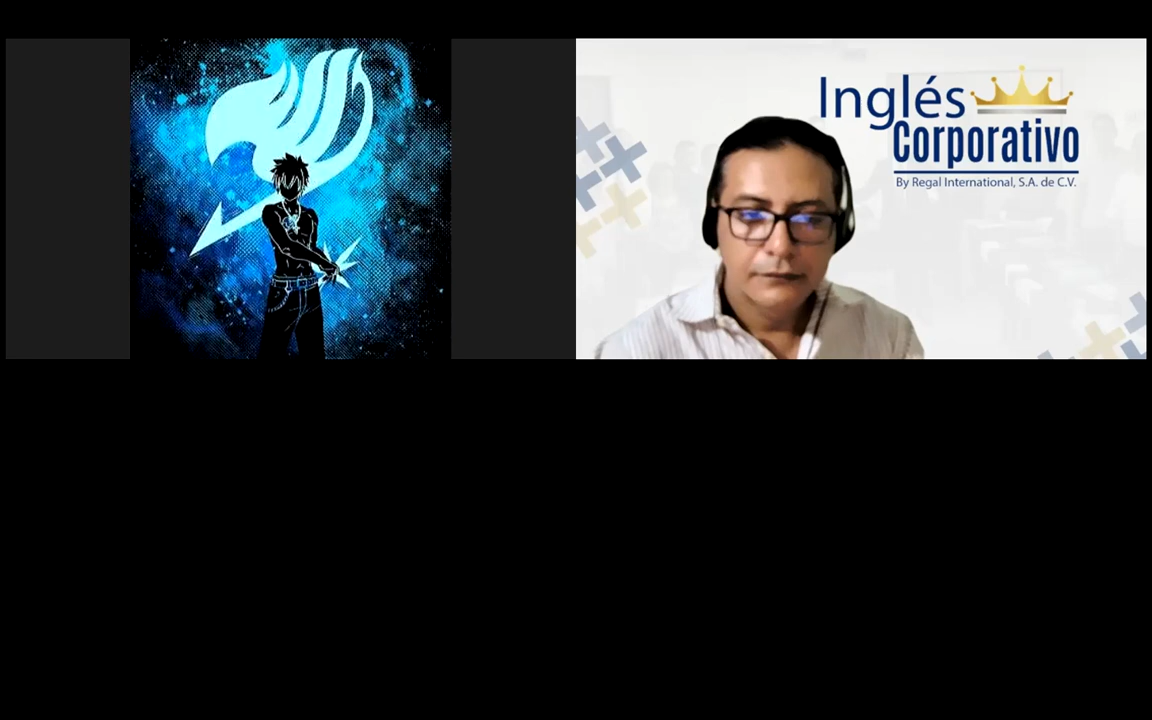 Inglés
Corporativo
By Regal International, S.A. de C.V.